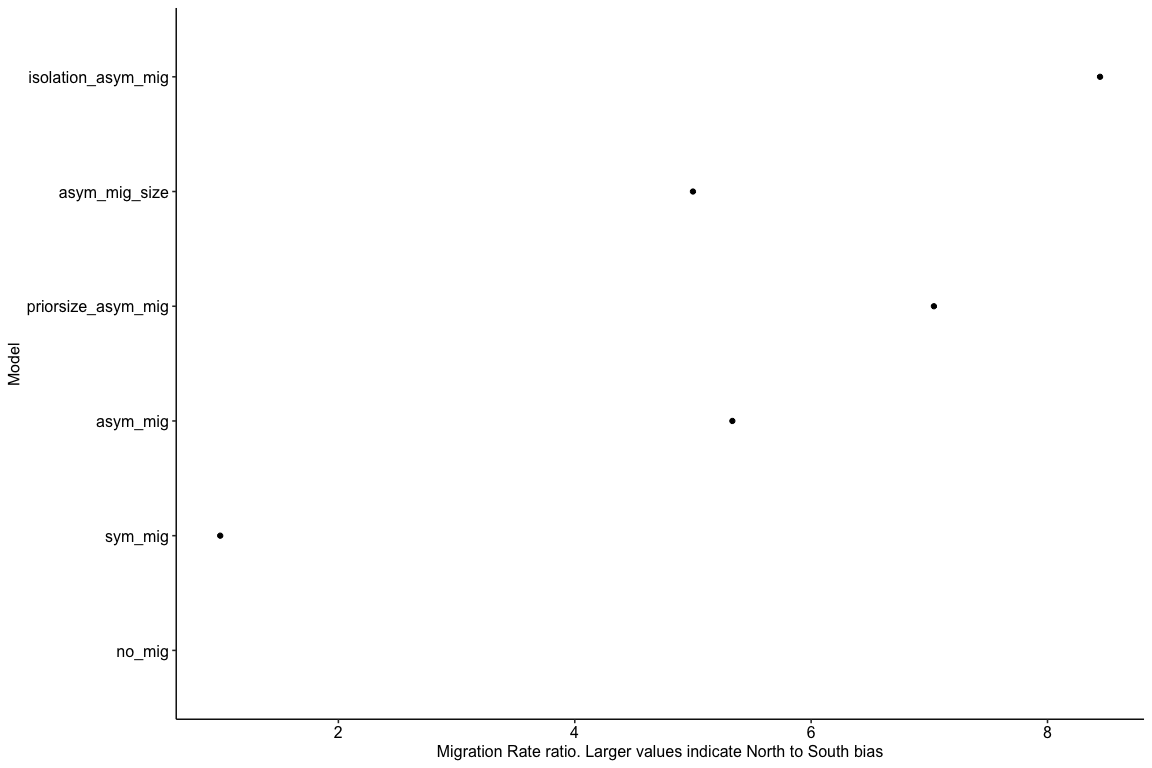 isolation_asym_mig
asym_mig_size
priorsize_asym_mig
asym_mig
sym_mig
no_mig
Model
2 4 6 8
Migration Rate ratio. Larger values indicate North to South bias